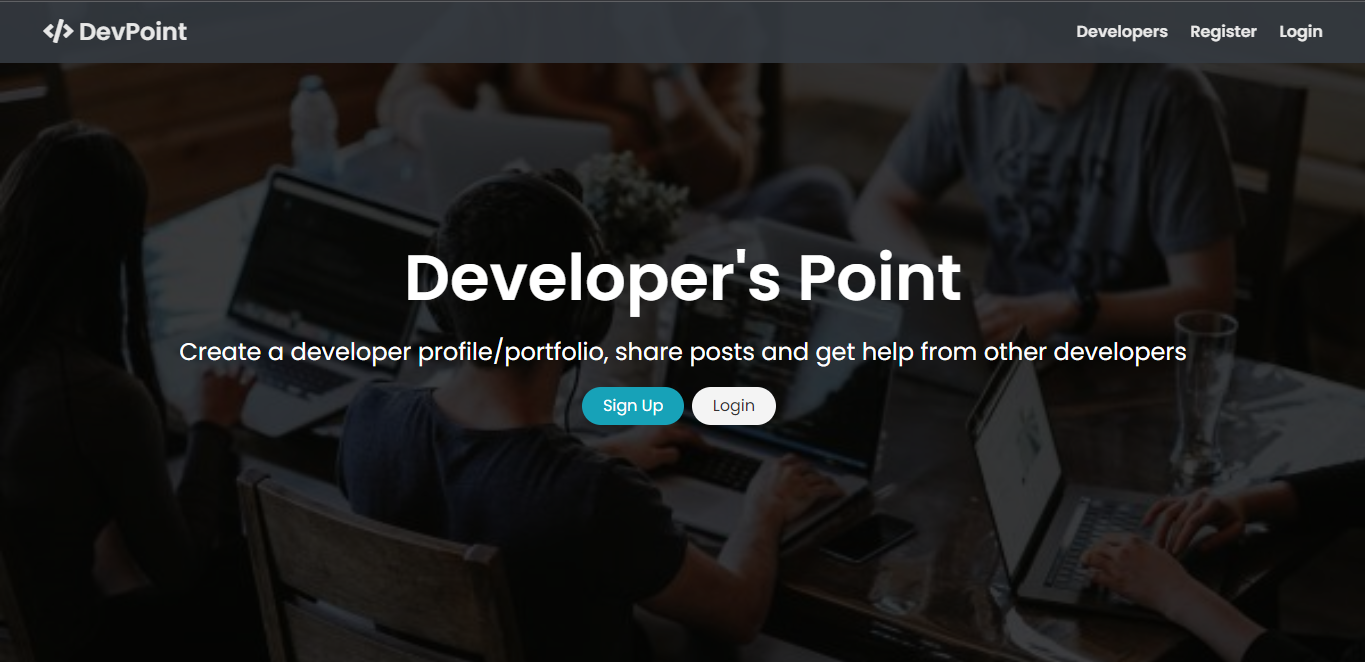 </> DevPoint
Developers Register Login
Developer's Point
Create a developer profile/portfolio, share posts and get help from other developers
Sign Up Login